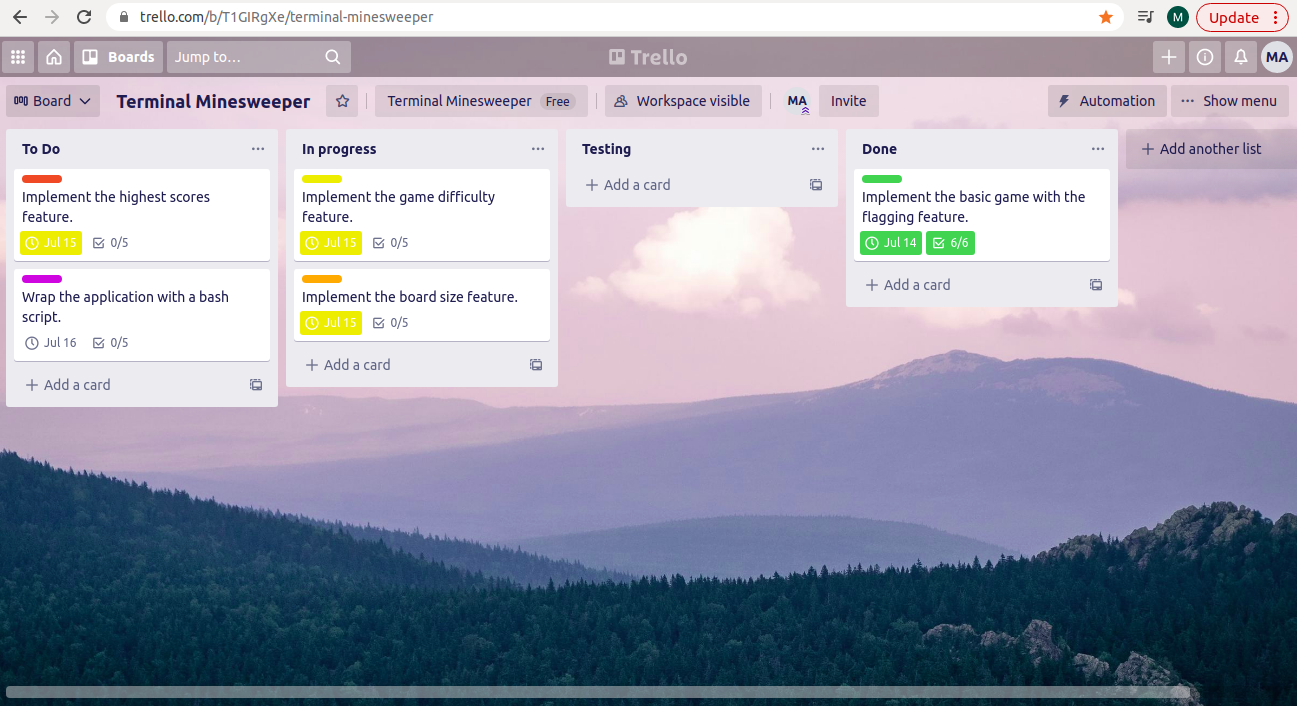 trello.com/b/T1GIRgXe/terminal-minesweeper
M
Update
Boards
Jump to…
Trello
MA
Board
Terminal Minesweeper
Terminal Minesweeper Free
Workspace visible
MA
Invite
Automation
Show menu
To Do
Implement the highest scores
feature.
Jul 15 0/5
Wrap the application with a bash
script.
Jul 16 0/5
Add a card
In progress
Implement the game difficulty
feature.
Jul 15 0/5
Implement the board size feature.
Jul 15 0/5
Add a card
Testing
Add a card
Done
Implement the basic game with the
flagging feature.
Jul 14 6/6
Add a card
Add another list